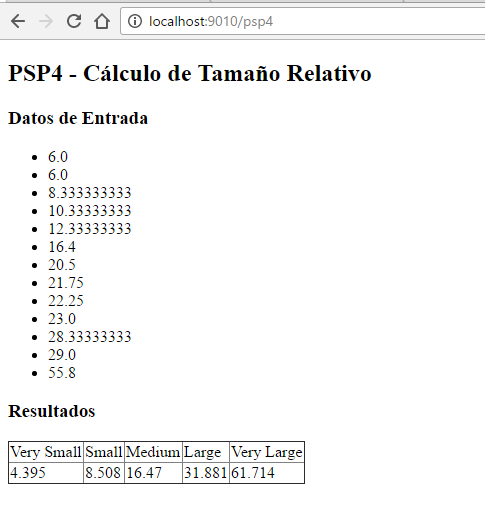 localhost:9010/psp4
PSP4 - Cálculo de Tamaño Relativo
Datos de Entrada
6.0
6.0
8.333333333
10.33333333
12.33333333
16.4
20.5
21.75
22.25
23.0
28.33333333
29.0
55.8
Resultados
Very Small Small Medium Large Very Large
4.395 8.508 16.47 31.881 61.714